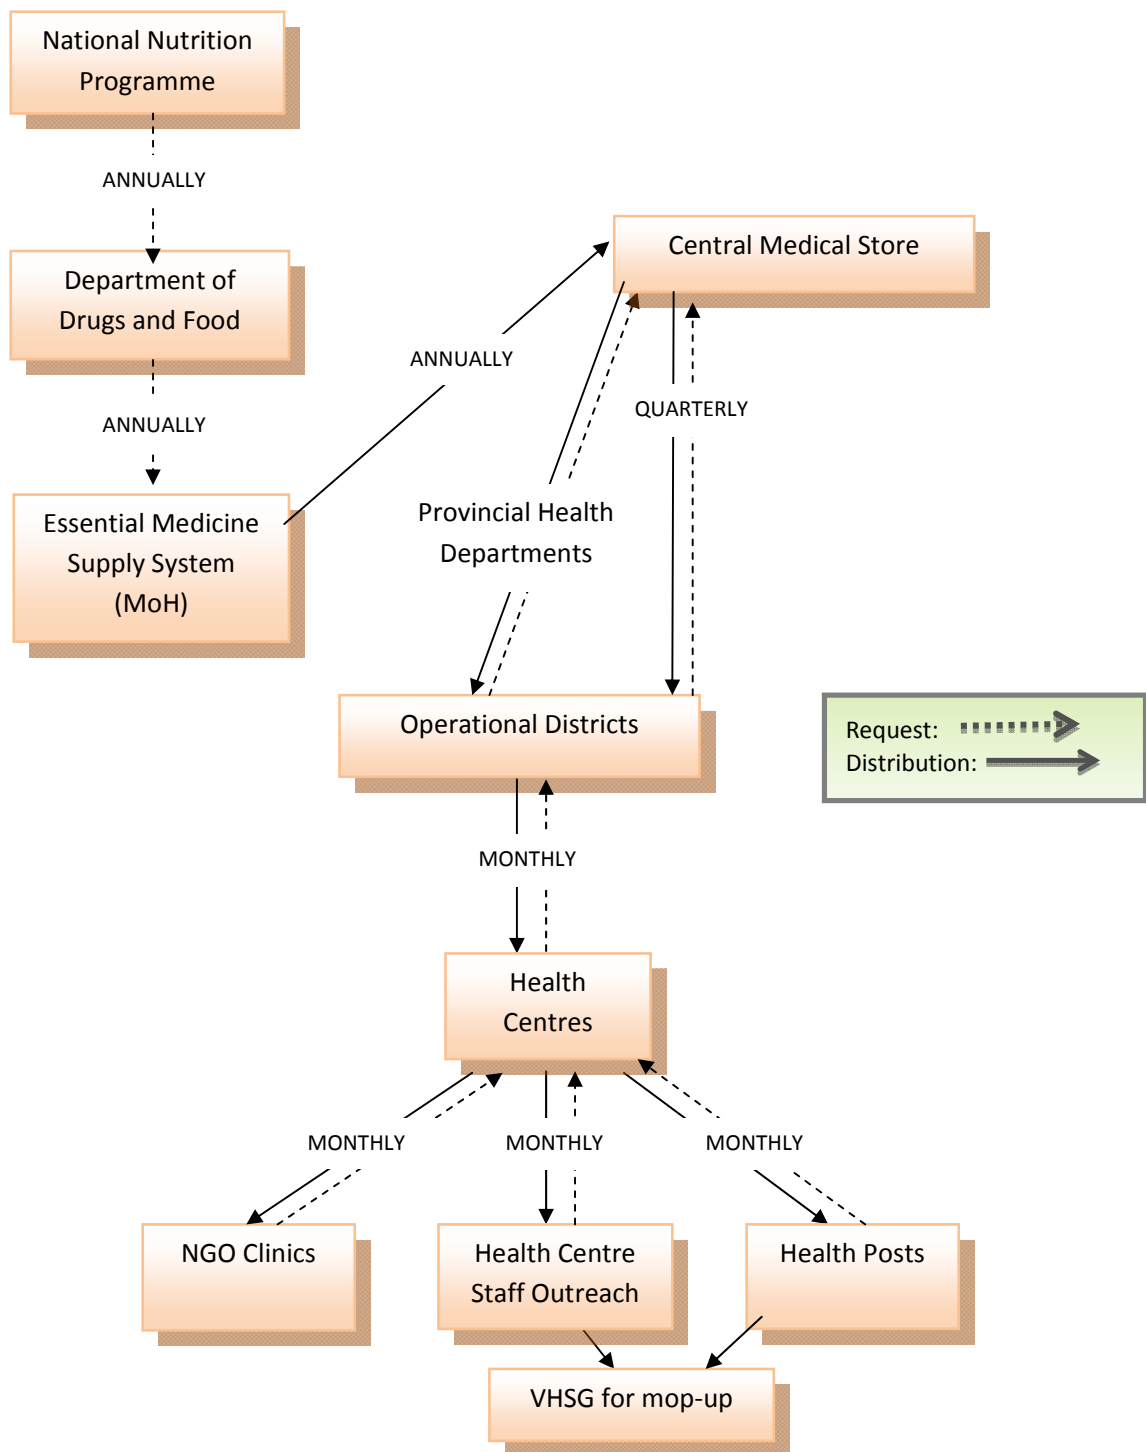 National Nutrition
Programme
ANNUALLY
Department of
Drugs and Food
ANNUALLY
Essential Medicine
Supply System
(MoH)
ANNUALLY
Central Medical Store
QUARTERLY
Provincial Health
Departments
Operational Districts
Request:
Distribution:
MONTHLY
Health
Centres
MONTHLY
MONTHLY
MONTHLY
NGO Clinics
Health Centre
Staff Outreach
Health Posts
VHSG for mop-up